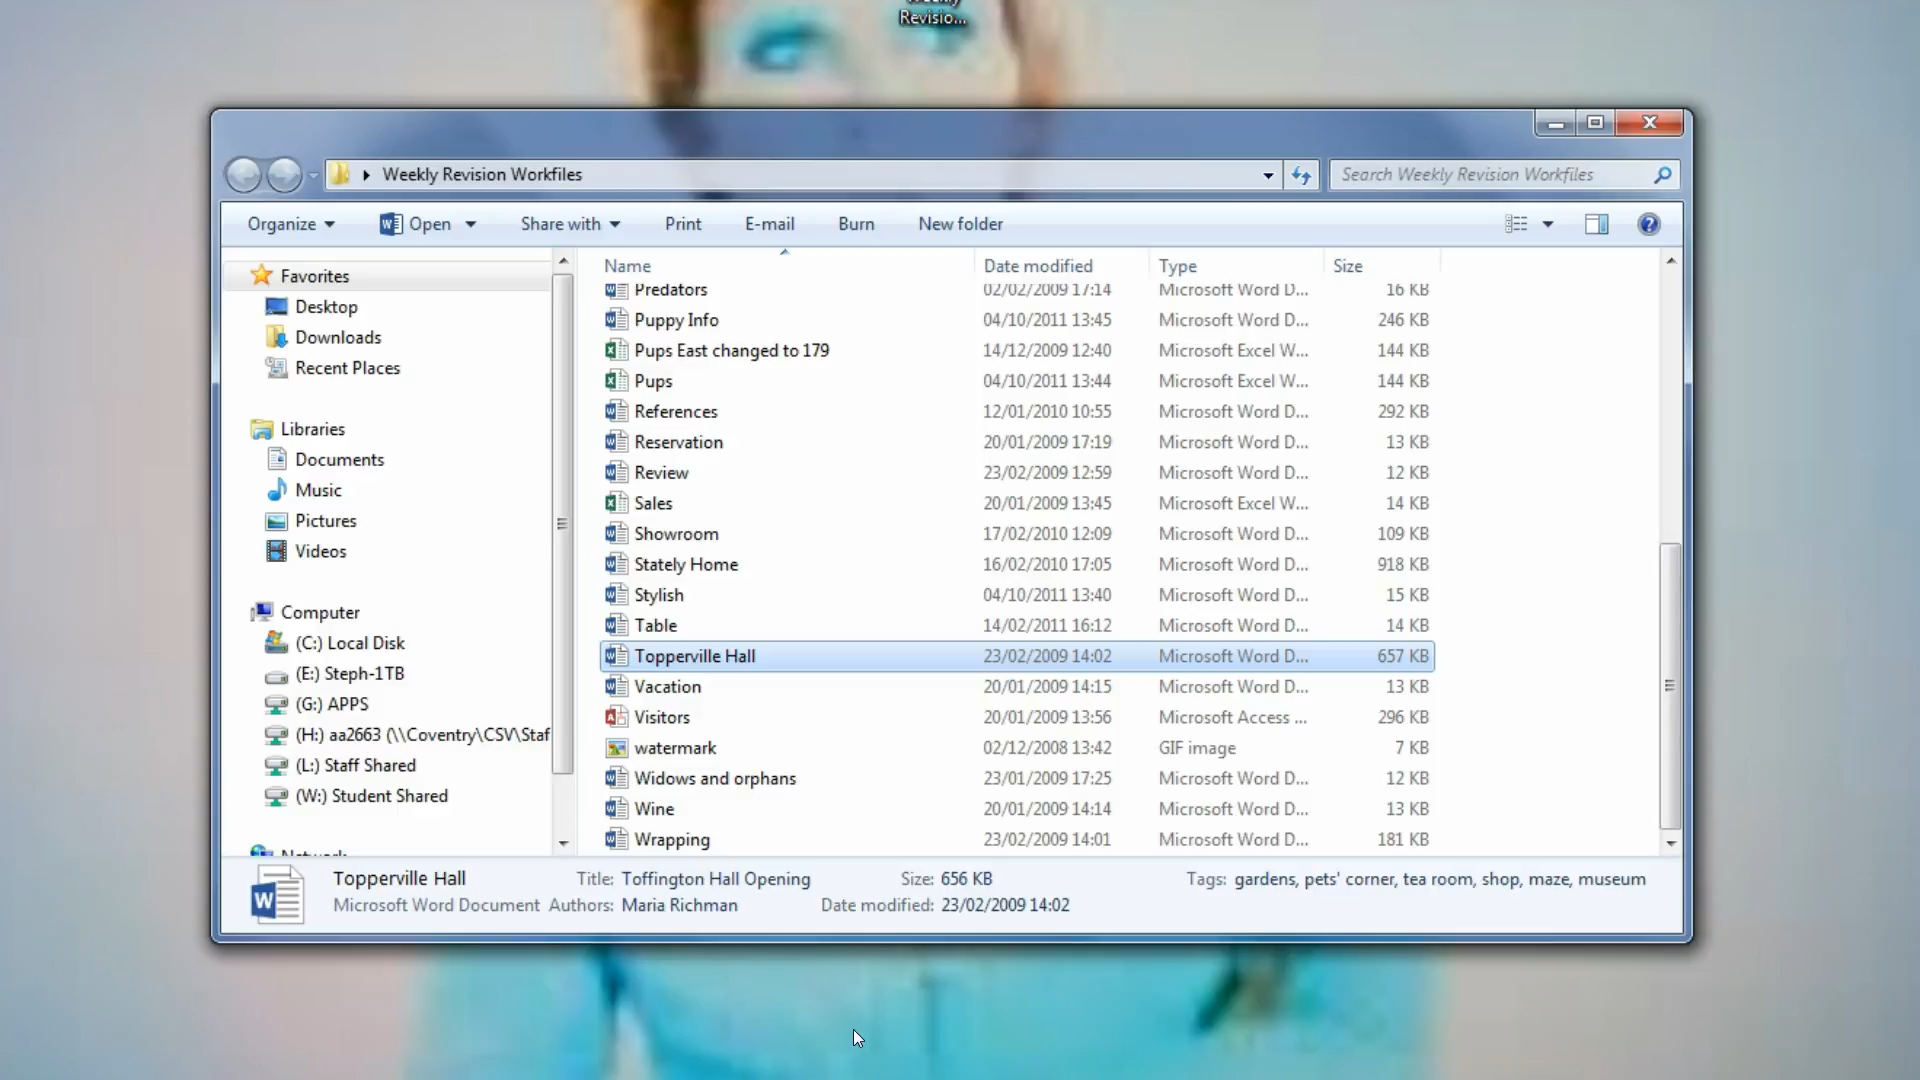 Revisio...
Weekly Revision Workfiles
Search Weekly Revision Workfiles
Organize Open Share with Print E-mail Burn New folder
Name Date modified Type Size
Favorites
Desktop
Downloads
Recent Places
Libraries
Documents
Music
Pictures
Videos
Computer
(C:) Local Disk
(E:) Steph-1TB
(G:) APPS
(H:) aa2663 (\\Coventry\CSV\Staf
(L:) Staff Shared
(W:) Student Shared
Network
Predators 02/02/2009 17:14 Microsoft Word D... 16 KB
Puppy Info 04/10/2011 13:45 Microsoft Word D... 246 KB
Pups East changed to 179 14/12/2009 12:40 Microsoft Excel W... 144 KB
Pups 04/10/2011 13:44 Microsoft Excel W... 144 KB
References 12/01/2010 10:55 Microsoft Word D... 292 KB
Reservation 20/01/2009 17:19 Microsoft Word D... 13 KB
Review 23/02/2009 12:59 Microsoft Word D... 12 KB
Sales 20/01/2009 13:45 Microsoft Excel W... 14 KB
Showroom 17/02/2010 12:09 Microsoft Word D... 109 KB
Stately Home 16/02/2010 17:05 Microsoft Word D... 918 KB
Stylish 04/10/2011 13:40 Microsoft Word D... 15 KB
Table 14/02/2011 16:12 Microsoft Word D... 14 KB
Topperville Hall 23/02/2009 14:02 Microsoft Word D... 657 KB
Vacation 20/01/2009 14:15 Microsoft Word D... 13 KB
Visitors 20/01/2009 13:56 Microsoft Access ... 296 KB
watermark 02/12/2008 13:42 GIF image 7 KB
Widows and orphans 23/01/2009 17:25 Microsoft Word D... 12 KB
Wine 20/01/2009 14:14 Microsoft Word D... 13 KB
Wrapping 23/02/2009 14:01 Microsoft Word D... 181 KB
Topperville Hall Title: Toffington Hall Opening Size: 656 KB Tags: gardens, pets' corner, tea room, shop, maze, museum
Microsoft Word Document Authors: Maria Richman Date modified: 23/02/2009 14:02